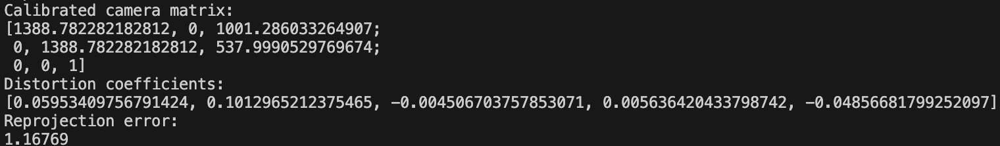 Calibrated camera matrix:
[1388.782282182812, 0, 1001.286033264907;
 0, 1388.782282182812, 537.9990529769674;
 0, 0, 1]
Distortion coefficients:
[0.05953409756791424, 0.1012965212375465, -0.004506703757853071, 0.005636420433798742, -0.04856681799252097]
Reprojection error:
1.16769